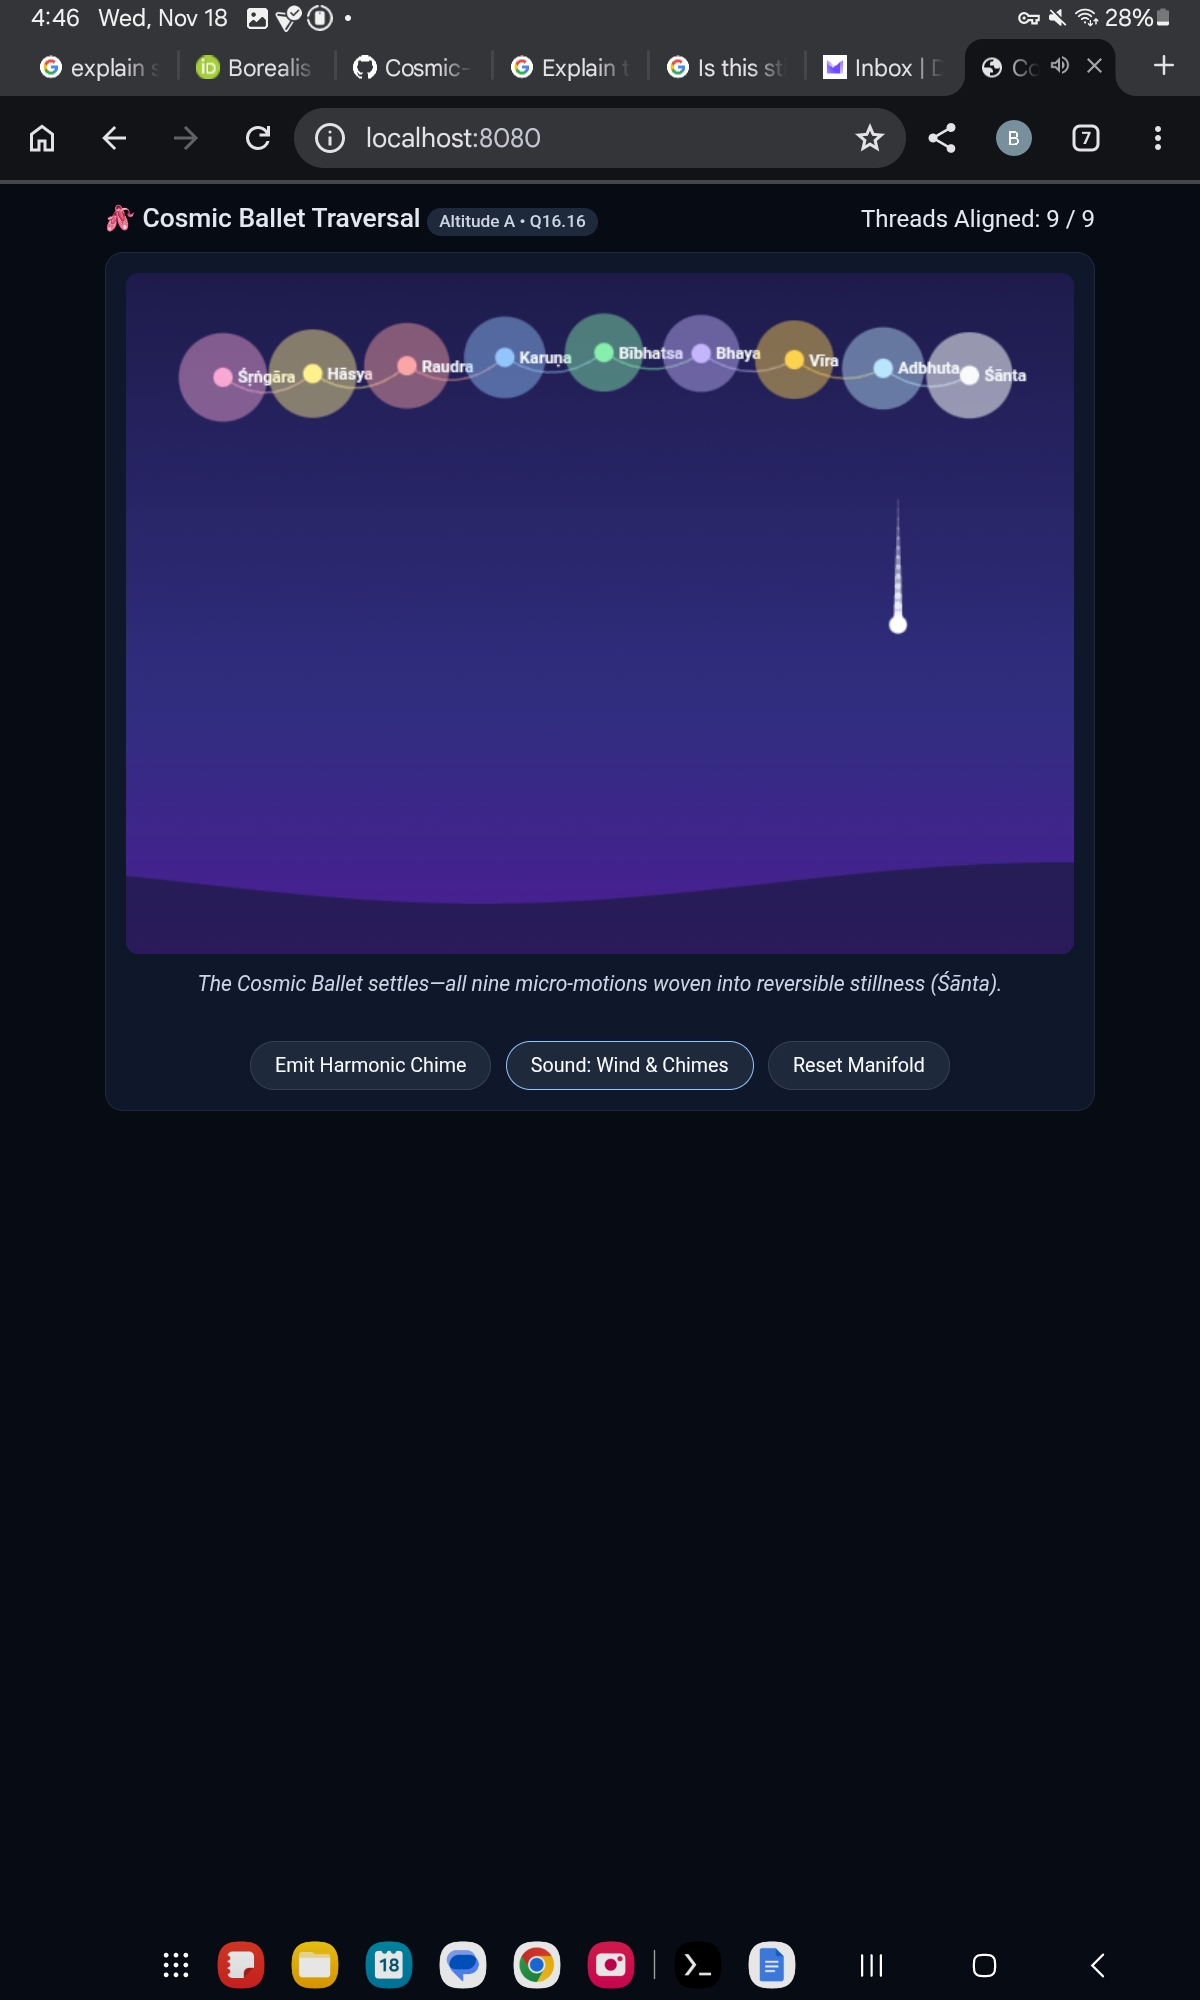 4:46 Wed, Nov 18 28%
explain s Borealis Cosmic- Explain t Is this sti Inbox | D Co
localhost:8080 B 7
Cosmic Ballet Traversal Altitude A • Q16.16 Threads Aligned: 9 / 9
Śṛṅgāra Hāsya Raudra Karuṇa Bībhatsa Bhaya Vīra Adbhuta Śānta
The Cosmic Ballet settles—all nine micro-motions woven into reversible stillness (Śānta).
Emit Harmonic Chime Sound: Wind & Chimes Reset Manifold
18